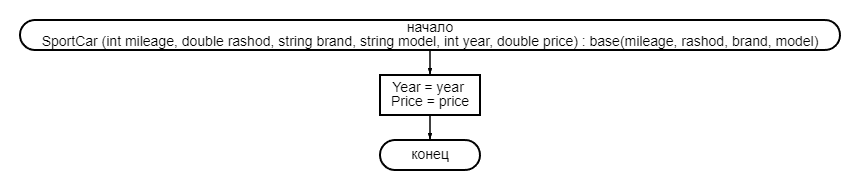 начало
SportCar (int mileage, double rashod, string brand, string model, int year, double price) : base(mileage, rashod, brand, model)
Year = year
Price = price
конец